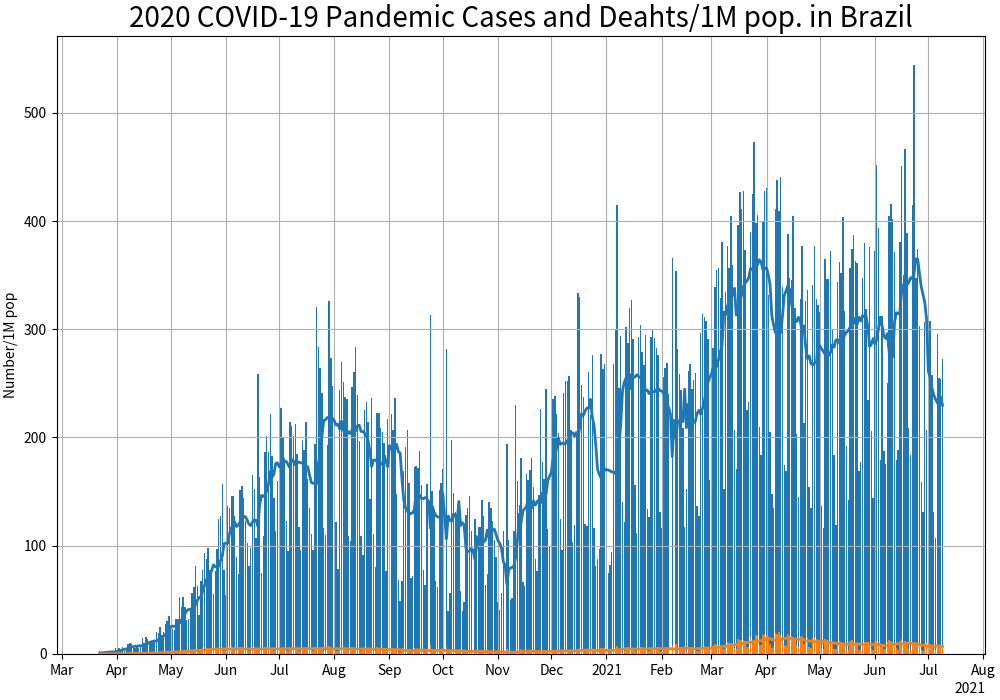 2020 COVID-19 Pandemic Cases and Deahts/1M pop. in Brazil
Number/1M pop
500
400
300
200
100
0
Mar Apr May Jun Jul Aug Sep Oct Nov Dec 2021 Feb Mar Apr May Jun Jul Aug
2021